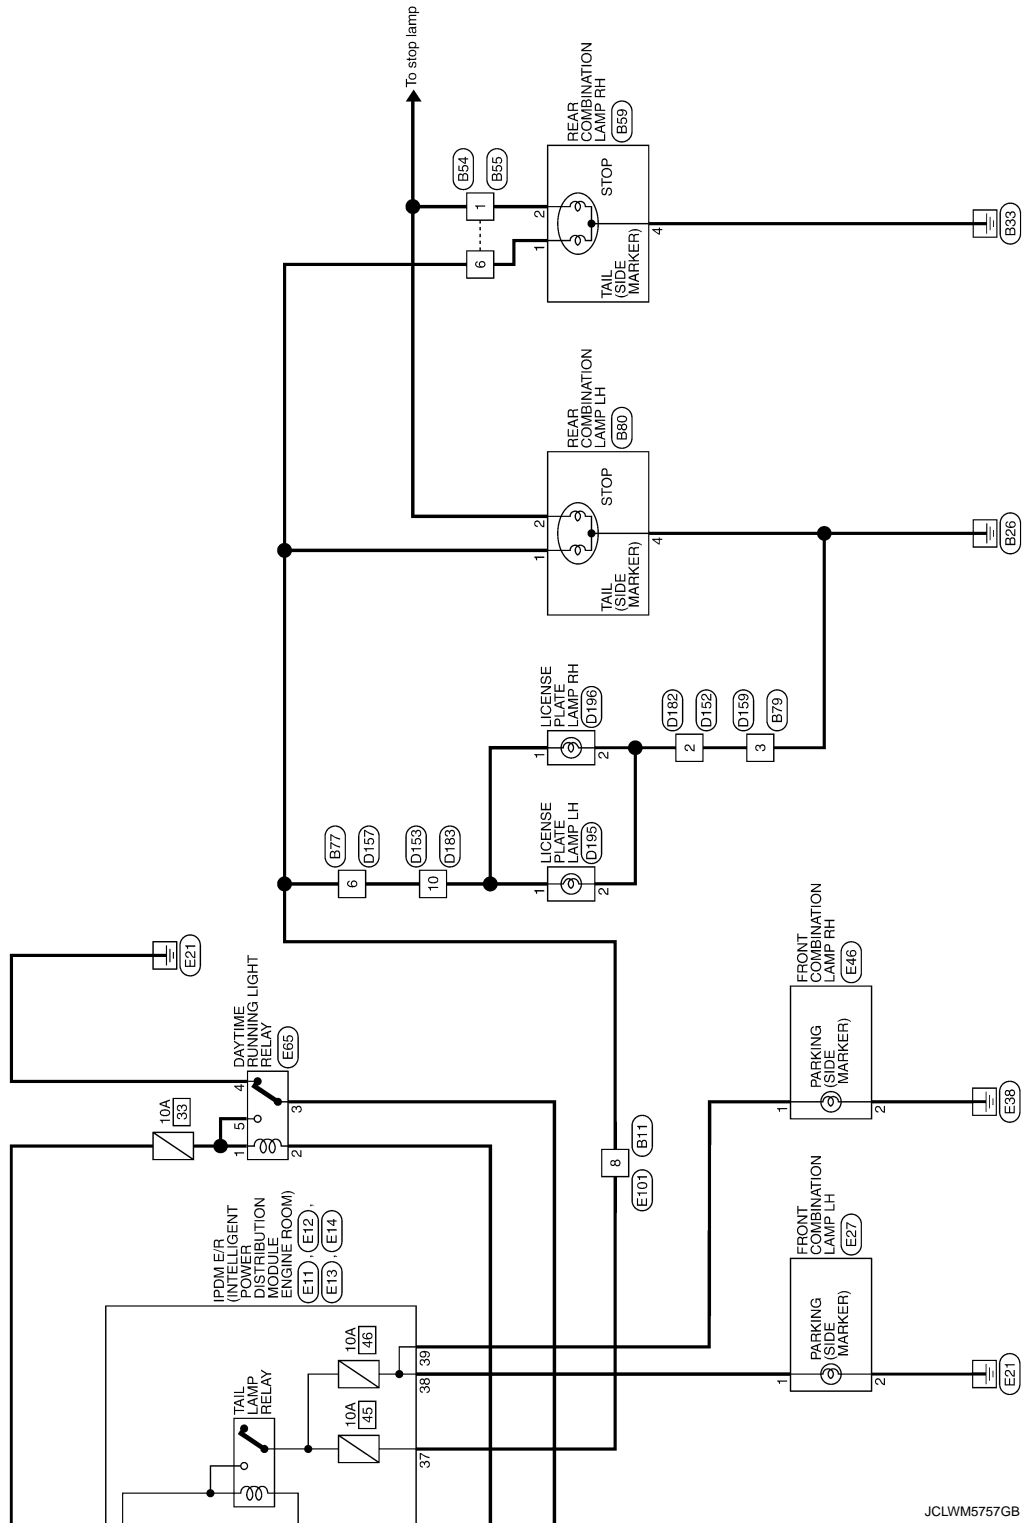 To stop lamp
REAR
COMBINATION
LAMP RH
B59
B54
B55
1
6
2
1
STOP
TAIL
(SIDE
MARKER)
4
B33
REAR
COMBINATION
LAMP LH
B80
2
1
STOP
TAIL
(SIDE
MARKER)
4
B26
LICENSE
PLATE
LAMP RH
D196
1
2
D182
D152
2
D159
B79
3
LICENSE
PLATE
LAMP LH
D195
1
2
B77
D157
6
D153
D183
10
E21
DAYTIME
RUNNING LIGHT
RELAY
E65
10A
33
4
5
1
3
2
FRONT
COMBINATION
LAMP RH
E46
PARKING
(SIDE
MARKER)
1
2
E38
8
B11
E101
FRONT
COMBINATION
LAMP LH
E27
PARKING
(SIDE
MARKER)
1
2
E21
IPDM E/R
(INTELLIGENT
POWER
DISTRIBUTION
MODULE
ENGINE ROOM)
E11 , E12 ,
E13 , E14
TAIL
LAMP
RELAY
10A
46
10A
45
39
38
37
JCLWM5757GB